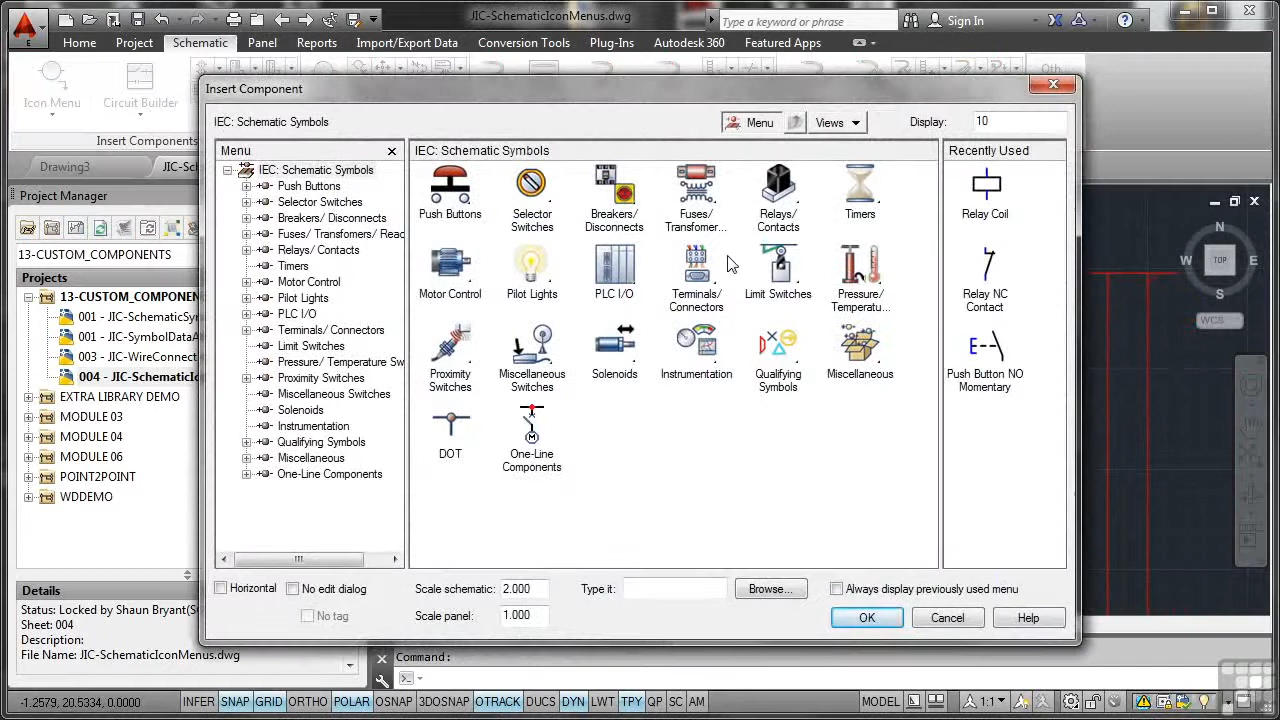 JIC-SchematicIconMenus.dwg
Type a keyword or phrase
Sign In
E
Home Project Schematic Panel Reports Import/Export Data Conversion Tools Plug-Ins Autodesk 360 Featured Apps
Icon Menu
Circuit Builder
Insert Components
Drawing3
Project Manager
13-CUSTOM_COMPONENTS
Projects
13-CUSTOM_COMPONEN
001 - JIC-SchematicSy
001 - JIC-SymbolDataA
003 - JIC-WireConnect
004 - JIC-SchematicIc
EXTRA LIBRARY DEMO
MODULE 03
MODULE 04
MODULE 06
POINT2POINT
WDDEMO
Details
Status: Locked by Shaun Bryant(S
Sheet: 004
Description:
File Name: JIC-SchematicIconMenus.dwg
Insert Component
IEC: Schematic Symbols
Menu
Views
Display: 10
Menu
IEC: Schematic Symbols
Push Buttons
Selector Switches
Breakers/ Disconnects
Fuses/ Transfomers/ Reac
Relays/ Contacts
Timers
Motor Control
Pilot Lights
PLC I/O
Terminals/ Connectors
Limit Switches
Pressure/ Temperature Sw
Proximity Switches
Miscellaneous Switches
Solenoids
Instrumentation
Qualifying Symbols
Miscellaneous
One-Line Components
IEC: Schematic Symbols
Push Buttons
Selector Switches
Breakers/ Disconnects
Fuses/ Transfomer...
Relays/ Contacts
Timers
Motor Control
Pilot Lights
PLC I/O
Terminals/ Connectors
Limit Switches
Pressure/ Temperatu...
Proximity Switches
Miscellaneous Switches
Solenoids
Instrumentation
Qualifying Symbols
Miscellaneous
DOT
One-Line Components
Recently Used
Relay Coil
Relay NC Contact
Push Button NO Momentary
Horizontal
No edit dialog
No tag
Scale schematic: 2.000
Scale panel: 1.000
Type it:
Browse...
Always display previously used menu
OK
Cancel
Help
N
W TOP E
S
WCS
Command:
-1.2579, 20.5334, 0.0000
INFER SNAP GRID ORTHO POLAR OSNAP 3DOSNAP OTRACK DUCS DYN LWT TPY QP SC AM
MODEL
1:1